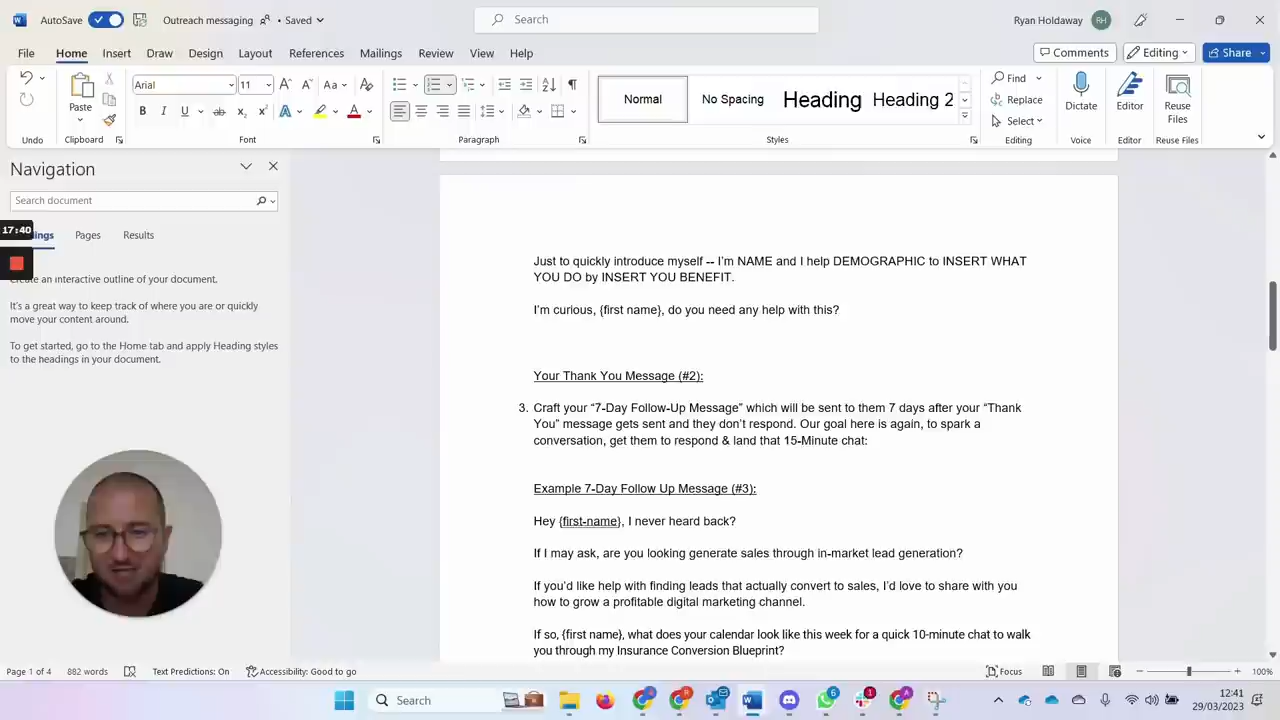 AutoSave
Outreach messaging
• Saved
Search
Ryan Holdaway
RH
File
Home
Insert
Draw
Design
Layout
References
Mailings
Review
View
Help
Comments
Editing
Share
Undo
Paste
Clipboard
Arial
11
Font
Paragraph
Normal
No Spacing
Heading
Heading 2
Styles
Find
Replace
Select
Editing
Dictate
Voice
Editor
Editor
Reuse
Files
Reuse Files
Navigation
Search document
17:40
ings
Pages
Results
Create an interactive outline of your document.
It's a great way to keep track of where you are or quickly
move your content around.
To get started, go to the Home tab and apply Heading styles
to the headings in your document.
Just to quickly introduce myself -- I'm NAME and I help DEMOGRAPHIC to INSERT WHAT
YOU DO by INSERT YOU BENEFIT.
I'm curious, {first name}, do you need any help with this?
Your Thank You Message (#2):
3. Craft your “7-Day Follow-Up Message” which will be sent to them 7 days after your “Thank
You” message gets sent and they don't respond. Our goal here is again, to spark a
conversation, get them to respond & land that 15-Minute chat:
Example 7-Day Follow Up Message (#3):
Hey {first-name}, I never heard back?
If I may ask, are you looking generate sales through in-market lead generation?
If you'd like help with finding leads that actually convert to sales, I'd love to share with you
how to grow a profitable digital marketing channel.
If so, {first name}, what does your calendar look like this week for a quick 10-minute chat to walk
you through my Insurance Conversion Blueprint?
Page 1 of 4
882 words
Text Predictions: On
Accessibility: Good to go
Focus
100%
Search
6
1
12:41
29/03/2023